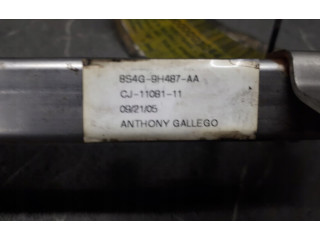 BS4G-9H487-AA
CJ-11081-11
09/21/05
ANTHONY GALLEGO